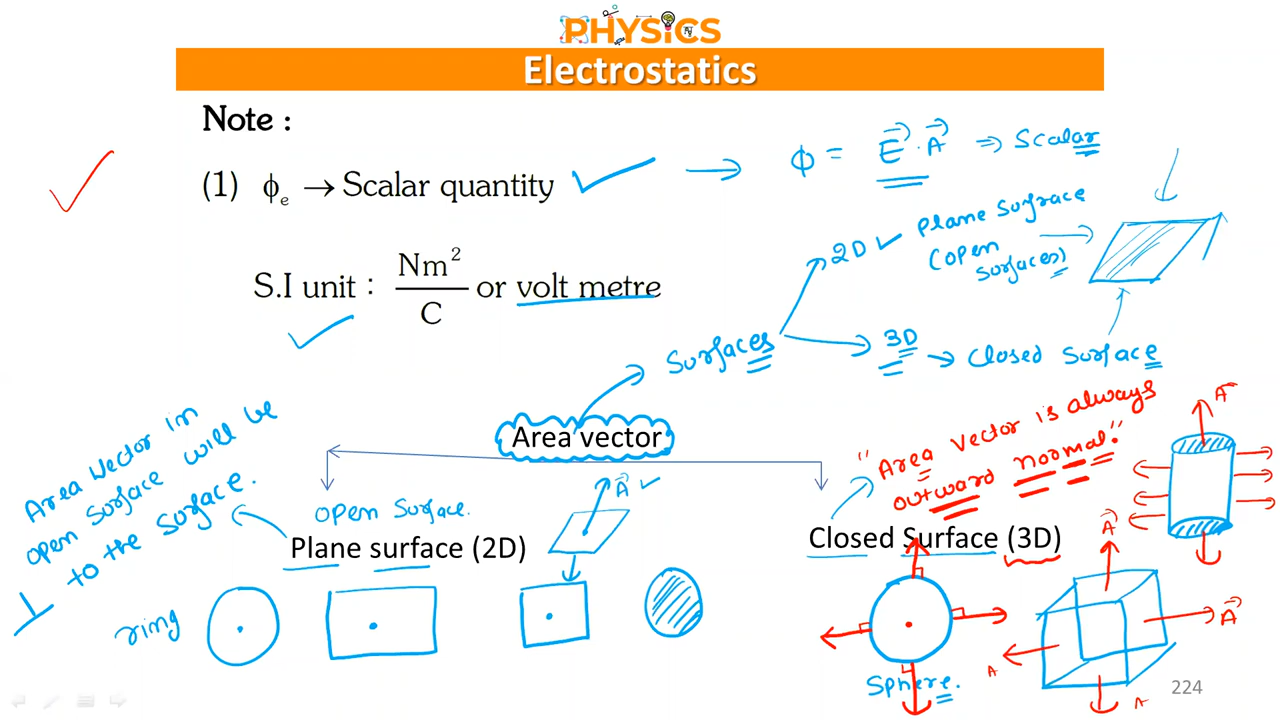 PHYSICS
Electrostatics
Note :
(1) ϕe → Scalar quantity
→ ϕ = E⃗ · A⃗ ⇒ Scalar
S.I unit : Nm²/C or volt metre
Surfaces
2D ✓ Plane Surface
(open
surfaces)
3D → Closed Surface
Area vector
Area Vector in
open Surface will be
⊥ to the Surface.
open Surface.
Plane surface (2D)
A⃗ ✓
ring
"Area Vector is always
outward normal."
Closed Surface (3D)
A⃗
A⃗
A⃗
A
A
Sphere.
224